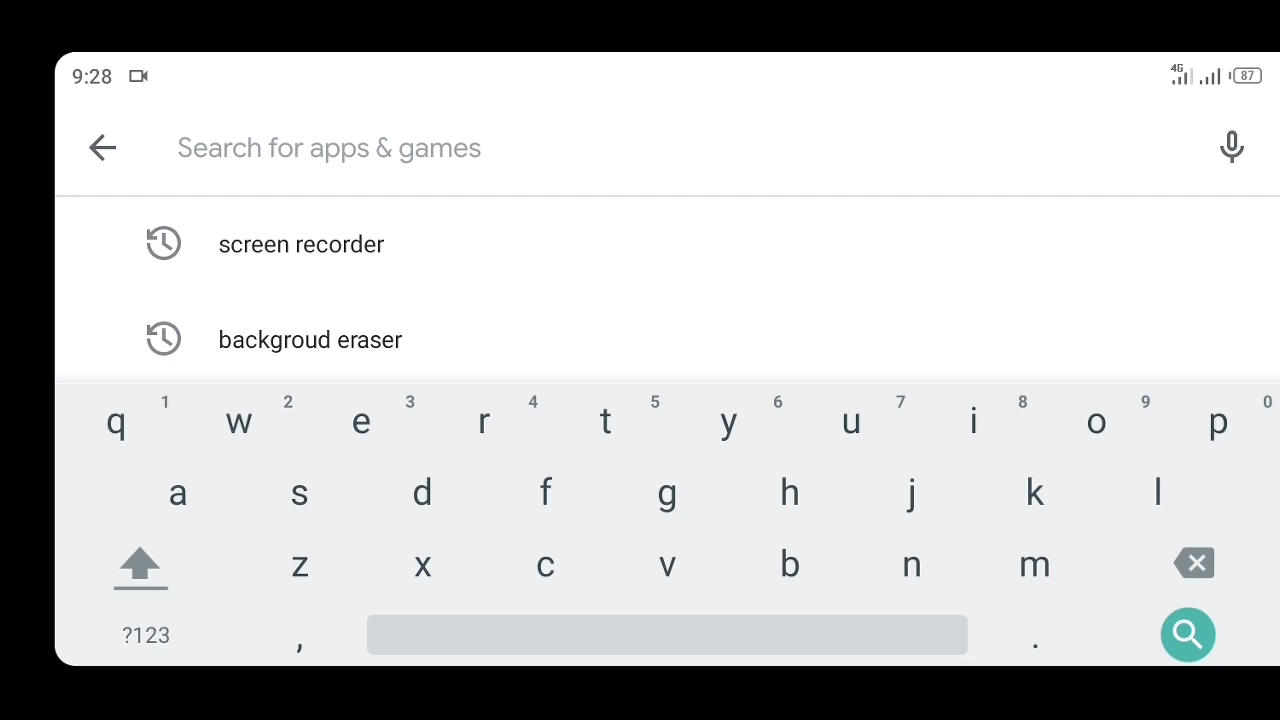 9:28 4G 87
Search for apps & games
screen recorder
backgroud eraser
1 2 3 4 5 6 7 8 9 0
q w e r t y u i o p
a s d f g h j k l
z x c v b n m
?123 , .